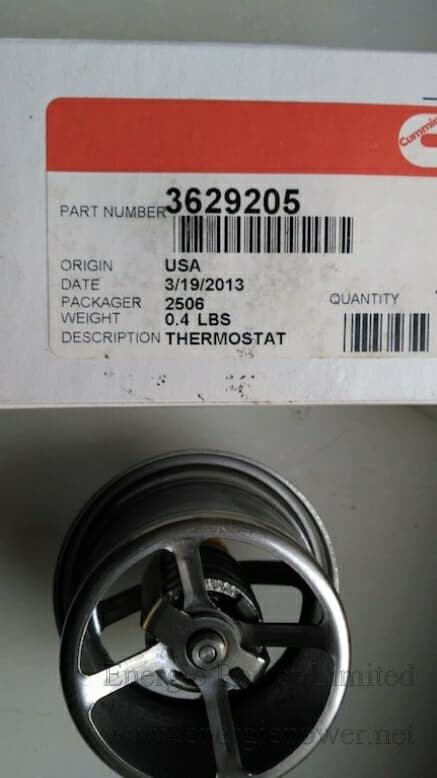 Cummins
PART NUMBER 3629205
ORIGIN USA
DATE 3/19/2013
PACKAGER 2506
QUANTITY
WEIGHT 0.4 LBS
DESCRIPTION THERMOSTAT
Energie Power Limited
www.energiepower.net